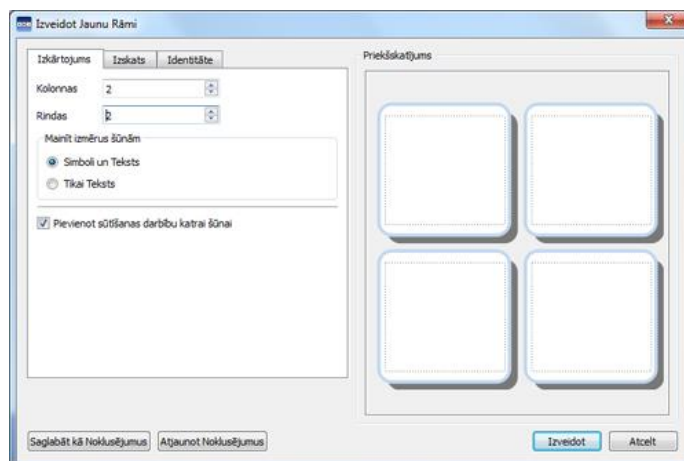 Izveidot Jaunu Rāmi
Izkārtojums Izskats Identitāte
Kolonnas 2
Rindas 2
Mainīt izmērus šūnām
Simboli un Teksts
Tikai Teksts
Pievienot sūtīšanas darbību katrai šūnai
Priekšskatījums
Saglabāt kā Noklusējumus Atjaunot Noklusējumus Izveidot Atcelt